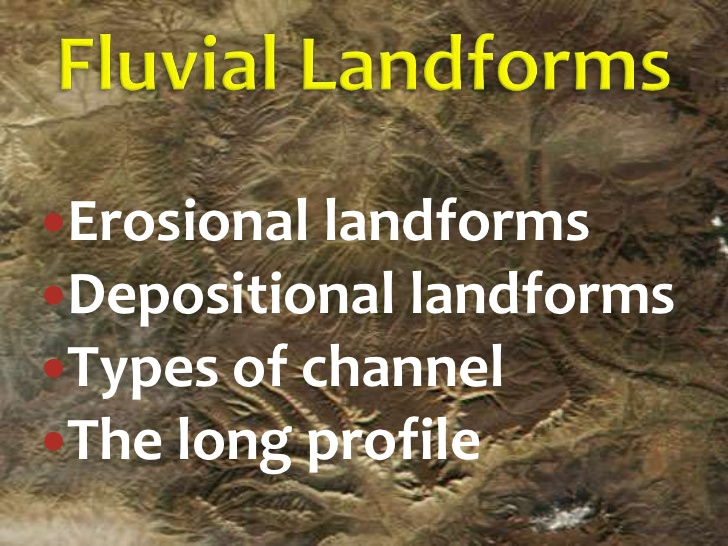 Fluvial Landforms
•Erosional landforms
•Depositional landforms
•Types of channel
•The long profile